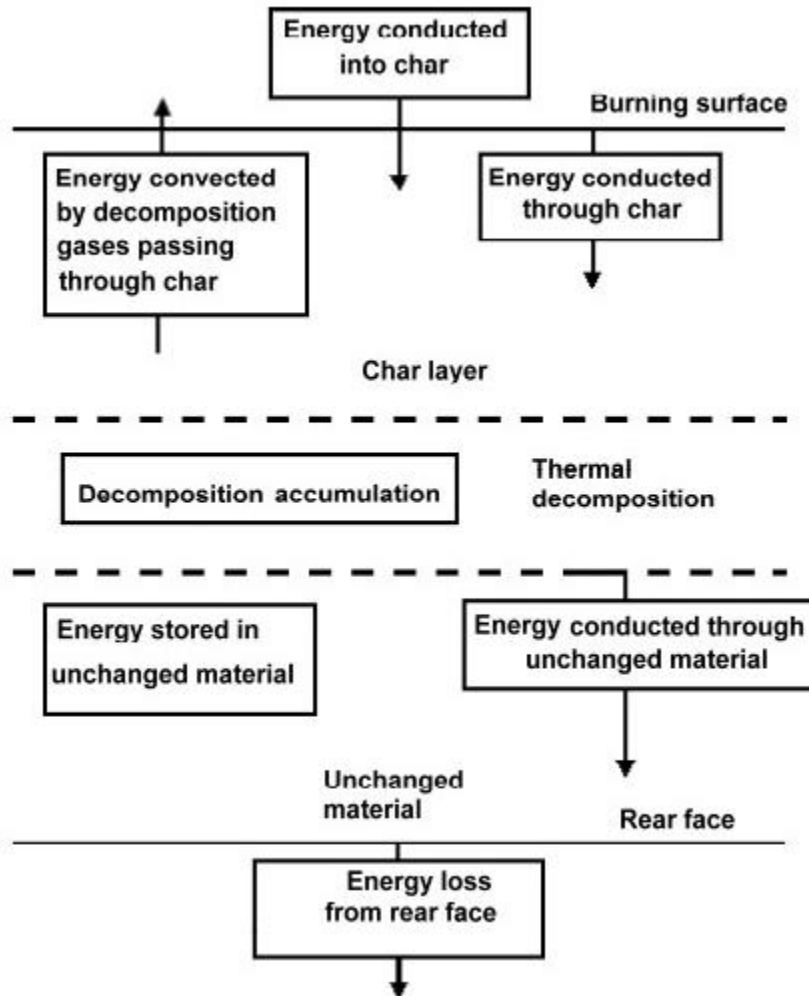 Energy conducted
into char
Burning surface
Energy convected
by decomposition
gases passing
through char
Energy conducted
through char
Char layer
Decomposition accumulation
Thermal
decomposition
Energy stored in
unchanged material
Energy conducted through
unchanged material
Unchanged
material
Rear face
Energy loss
from rear face